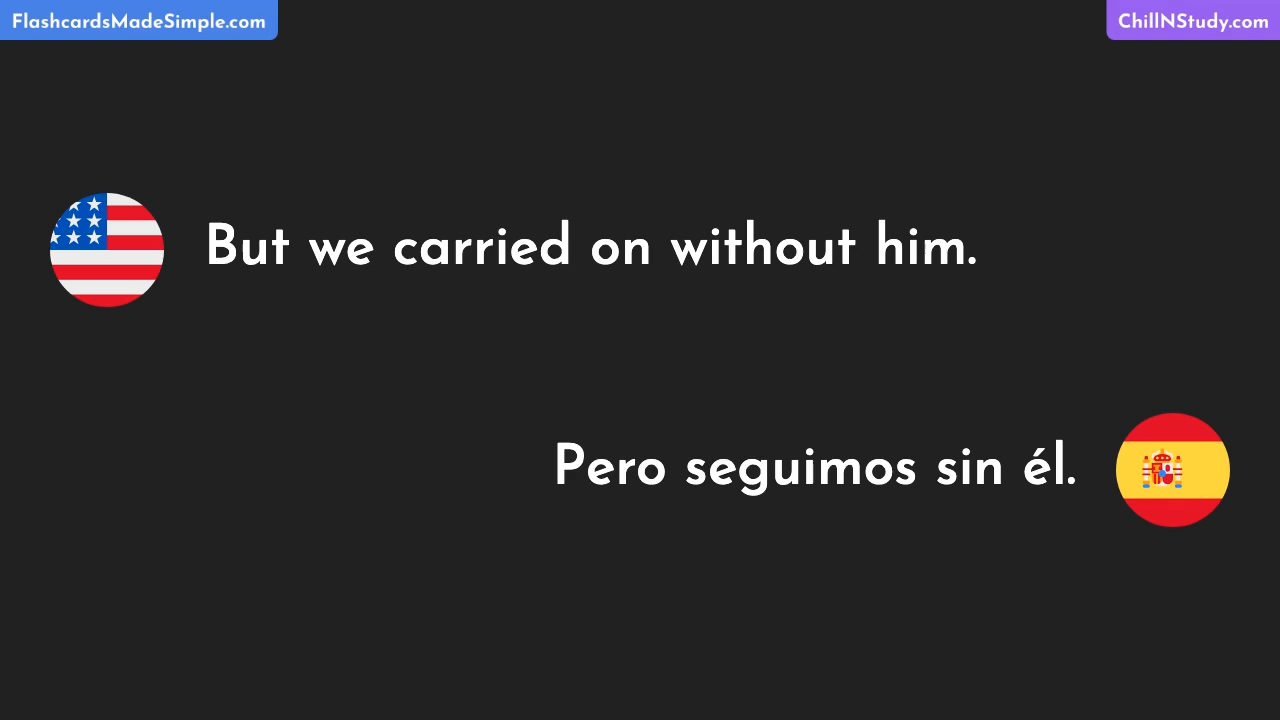 FlashcardsMadeSimple.com
ChillNStudy.com
But we carried on without him.
Pero seguimos sin él.